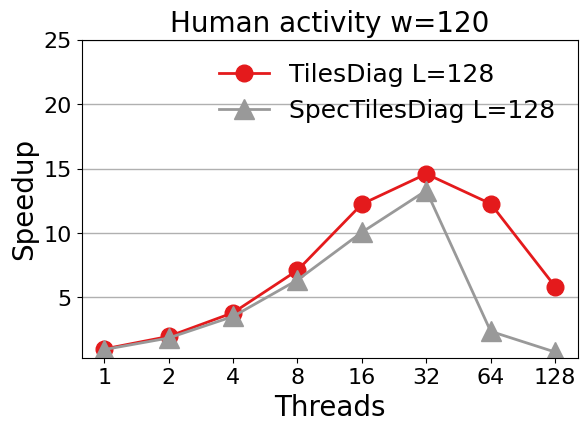 Human activity w=120
25
20
15
10
5
Speedup
TilesDiag L=128
SpecTilesDiag L=128
1 2 4 8 16 32 64 128
Threads